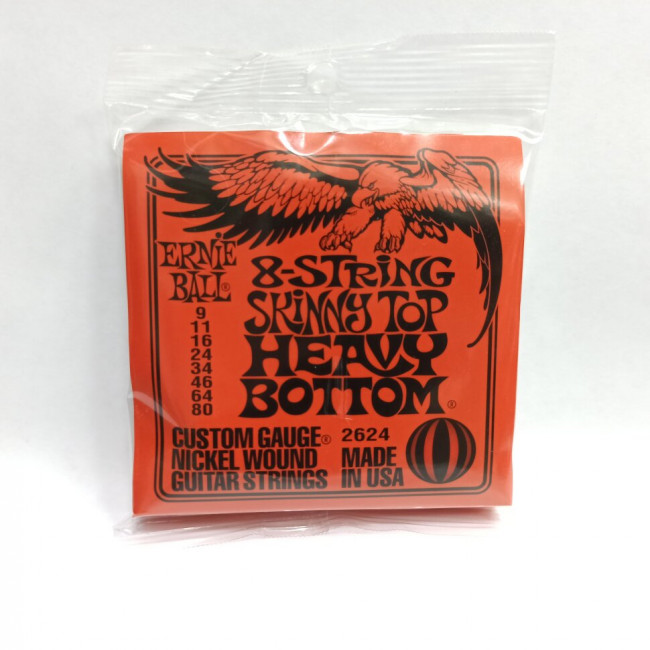 ERNIE
BALL®
9
11
16
24
34
46
64
80
8-STRING
SKINNY TOP
HEAVY
BOTTOM®
CUSTOM GAUGE® 2624
NICKEL WOUND MADE
GUITAR STRINGS IN USA